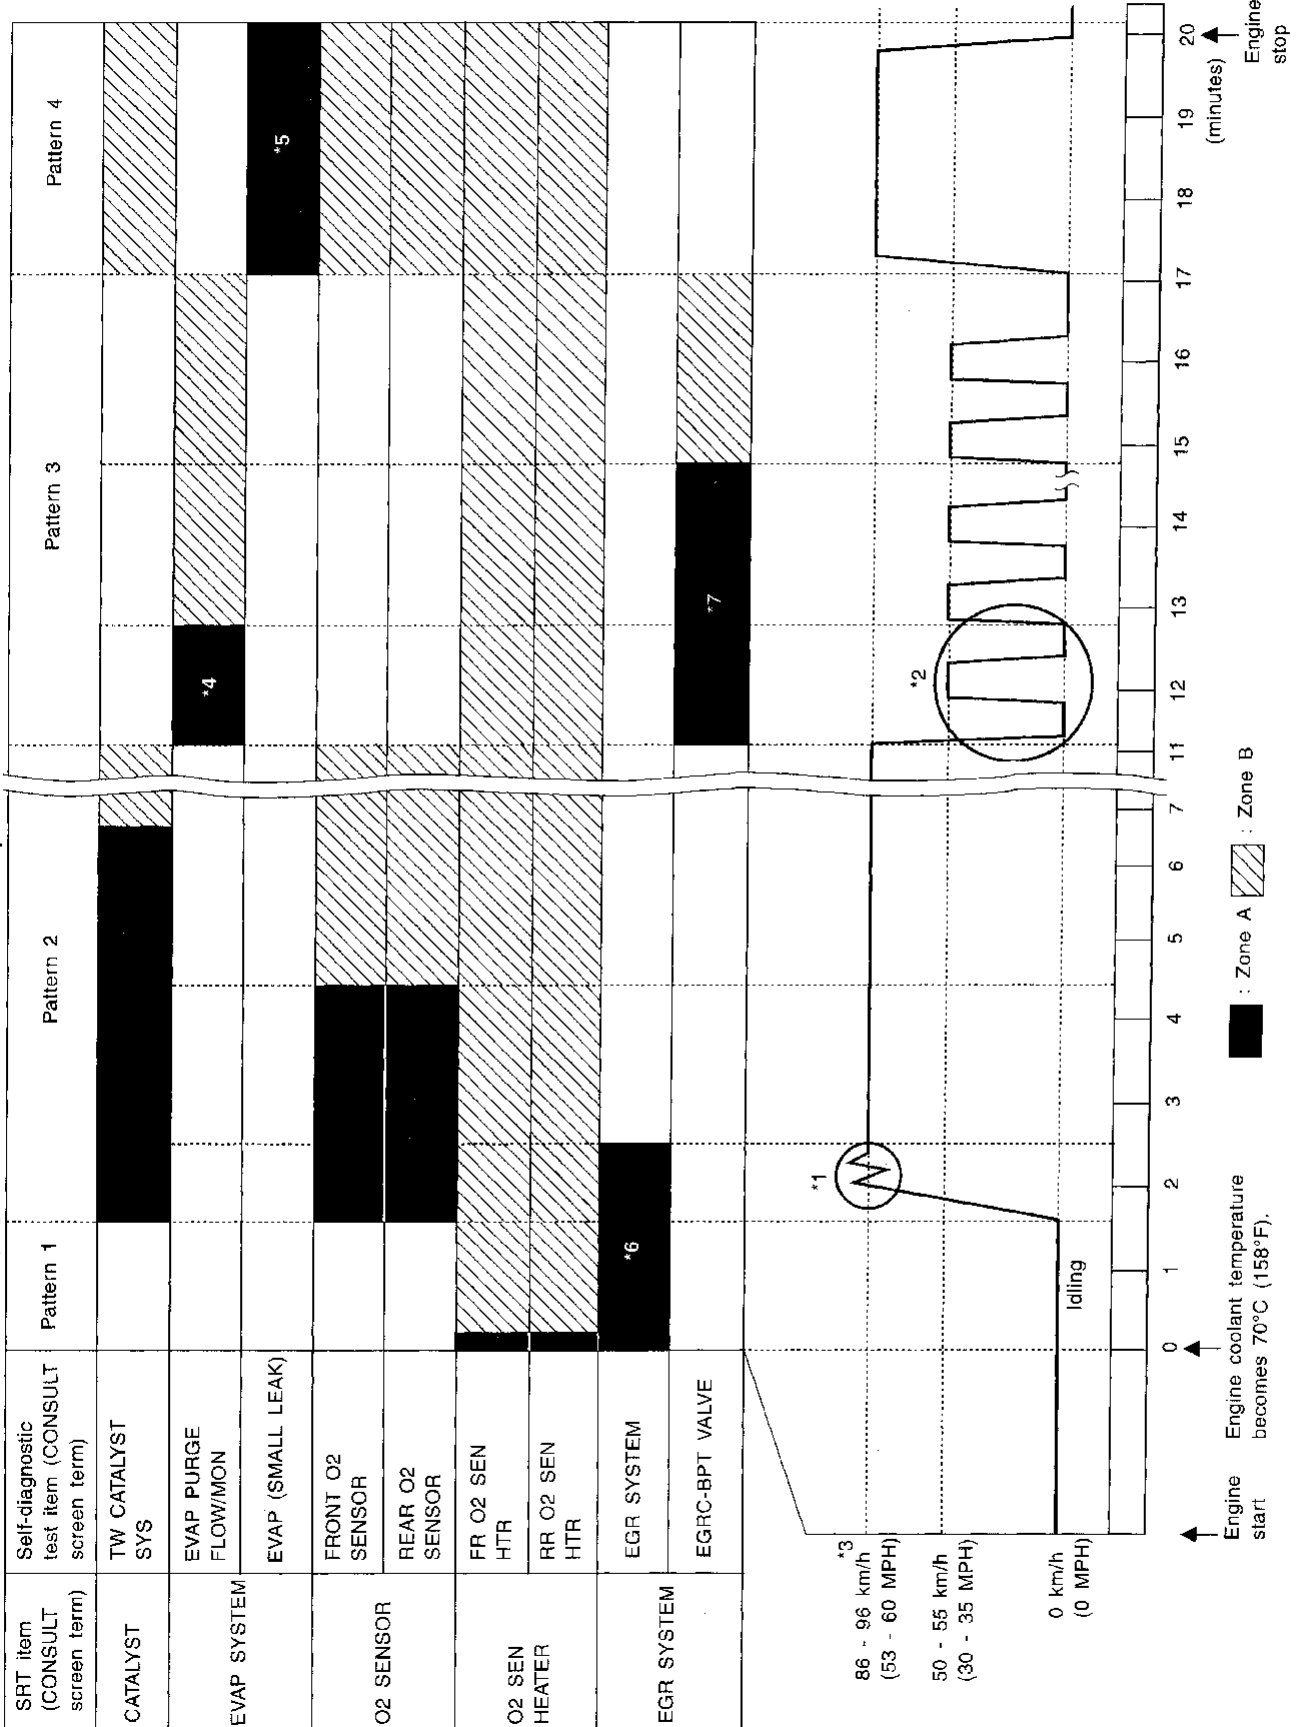 SRT item
(CONSULT
screen term)
Self-diagnostic
test item (CONSULT
screen term)
Pattern 1
Pattern 2
Pattern 3
Pattern 4
CATALYST
TW CATALYST
SYS
EVAP SYSTEM
EVAP PURGE
FLOW/MON
*4
EVAP (SMALL LEAK)
*5
O2 SENSOR
FRONT O2
SENSOR
REAR O2
SENSOR
O2 SEN
HEATER
FR O2 SEN
HTR
RR O2 SEN
HTR
EGR SYSTEM
EGR SYSTEM
*6
EGRC-BPT VALVE
*7
*3
86 - 96 km/h
(53 - 60 MPH)
*1
50 - 55 km/h
(30 - 35 MPH)
*2
0 km/h
(0 MPH)
Idling
0 1 2 3 4 5 6 7 11 12 13 14 15 16 17 18 19 20
(minutes)
Engine
start
Engine coolant temperature
becomes 70°C (158°F).
: Zone A
: Zone B
Engine
stop